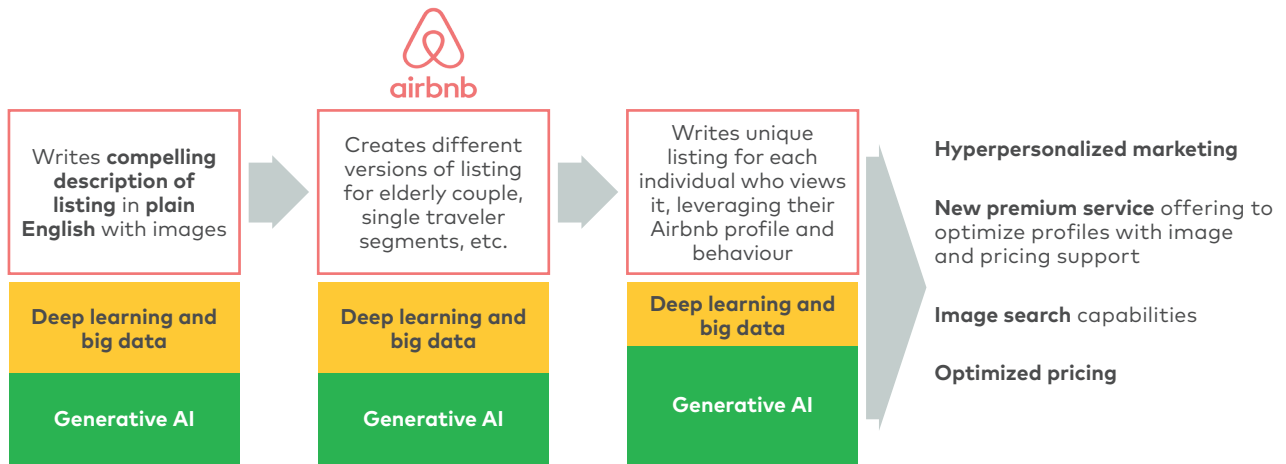 airbnb
Writes compelling
description of
listing in plain
English with images
Deep learning and
big data
Generative AI
Creates different
versions of listing
for elderly couple,
single traveler
segments, etc.
Deep learning and
big data
Generative AI
Writes unique
listing for each
individual who views
it, leveraging their
Airbnb profile and
behaviour
Deep learning and
big data
Generative AI
Hyperpersonalized marketing
New premium service offering to
optimize profiles with image
and pricing support
Image search capabilities
Optimized pricing